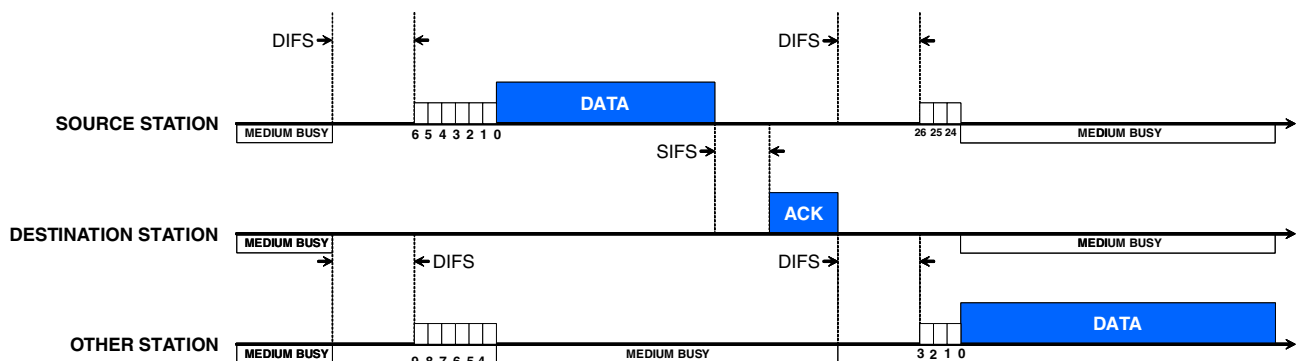 DIFS
DIFS
DATA
SOURCE STATION
MEDIUM BUSY
6 5 4 3 2 1 0
26 25 24
MEDIUM BUSY
SIFS
ACK
DESTINATION STATION
MEDIUM BUSY
MEDIUM BUSY
DIFS
DIFS
DATA
OTHER STATION
MEDIUM BUSY
9 8 7 6 5 4
MEDIUM BUSY
3 2 1 0